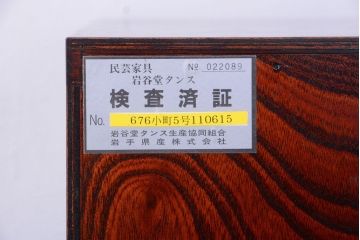 民芸家具 № 022089
岩谷堂タンス
検査済証
No. 676小町5号110615
岩谷堂タンス生産協同組合
岩手県産株式会社